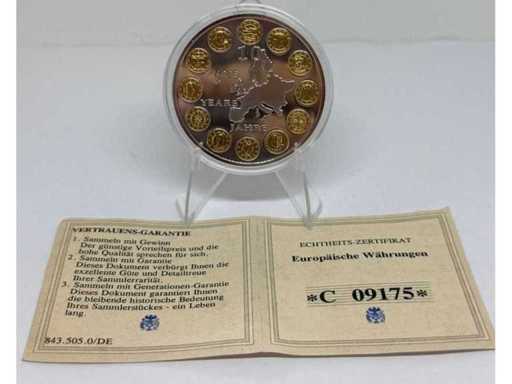 10
YEARS
JAHRE
VERTRAUENS-GARANTIE
1. Sammeln mit Gewinn
Der günstige Vorteilspreis und die
hohe Qualität sprechen für sich.
2. Sammeln mit Garantie
Dieses Dokument verbürgt Ihnen die
exzellente Güte und Detailtreue
Ihrer Sammlerrarität.
3. Sammeln mit Generationen-Garantie
Dieses Dokument garantiert Ihnen
die bleibende historische Bedeutung
Ihres Sammlerstückes - ein Leben
lang.
843.505.0/DE
ECHTHEITS-ZERTIFIKAT
Europäische Währungen
*C 09175*